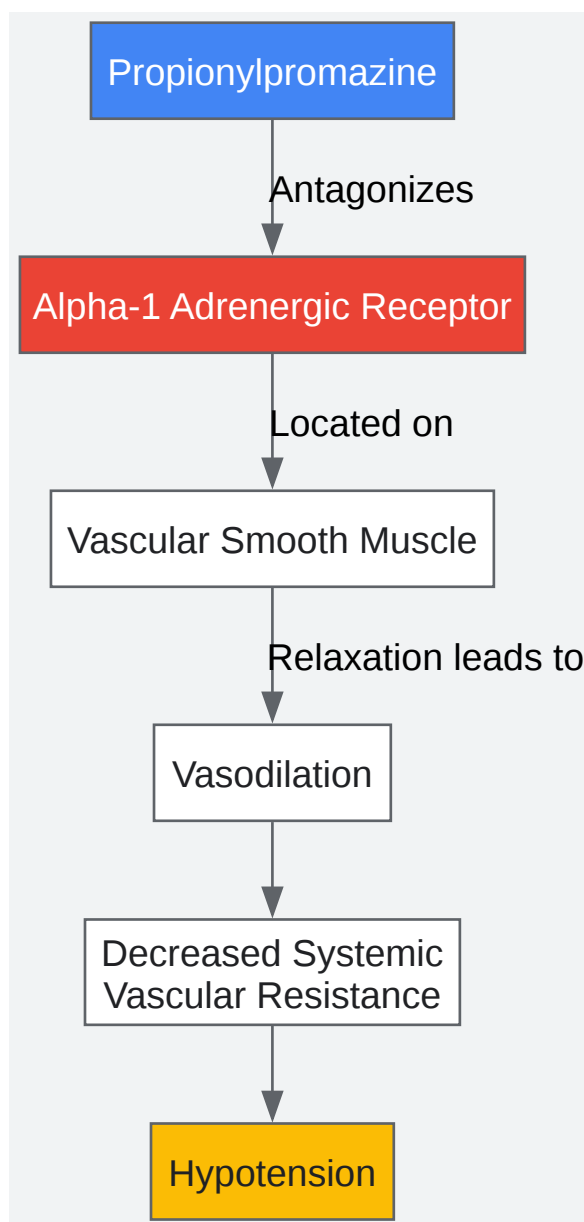 Propionylpromazine
Antagonizes
Alpha-1 Adrenergic Receptor
Located on
Vascular Smooth Muscle
Relaxation leads to
Vasodilation
Decreased Systemic
Vascular Resistance
Hypotension